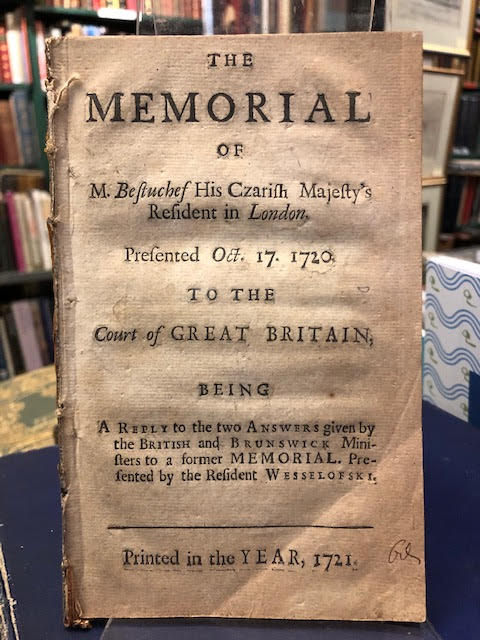 THE
MEMORIAL
OF
M. Beſtuchef His Czariſh Majeſty's
Reſident in London.
Preſented Oct. 17. 1720.
TO THE
Court of GREAT BRITAIN;
BEING
A REPLY to the two ANSWERS given by
the BRITISH and BRUNSWICK Mini-
ſters to a former MEMORIAL. Pre-
ſented by the Reſident WESSELOFSKI.
Printed in the YEAR, 1721.